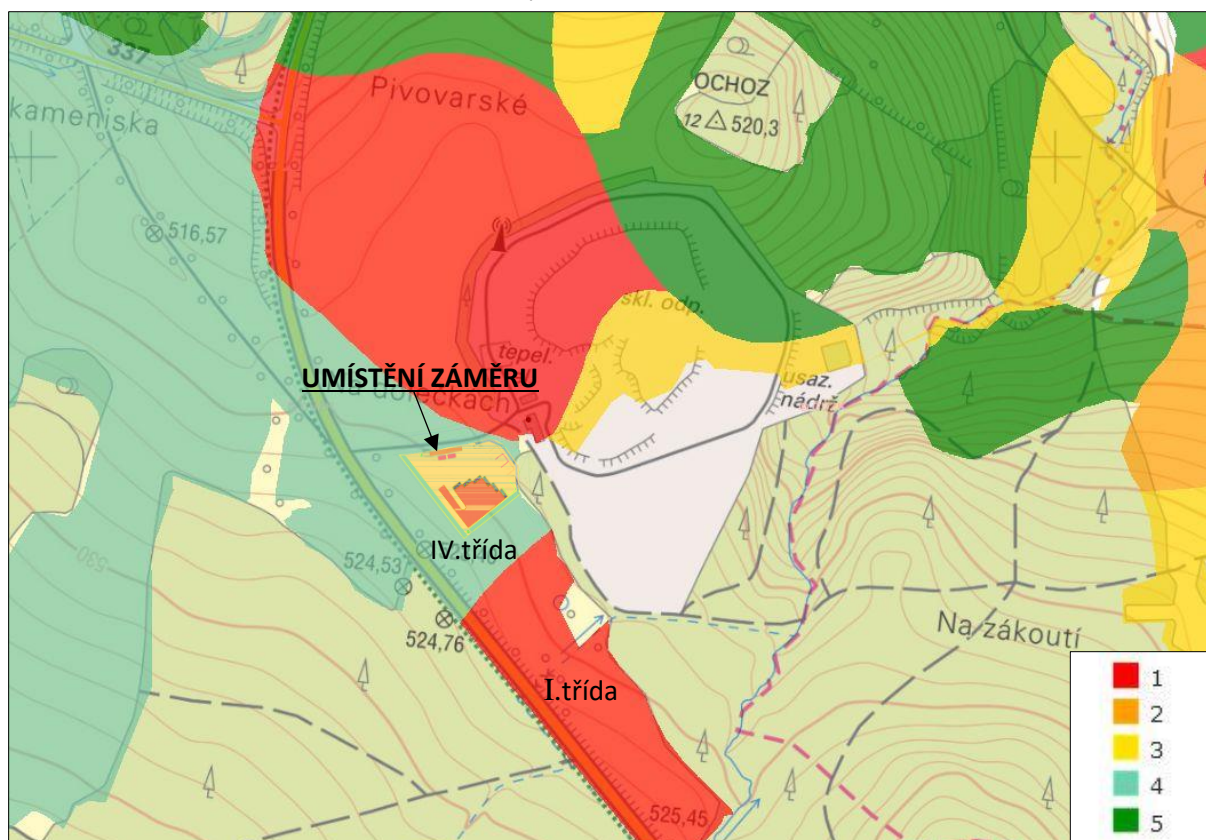 337
kameniska
Pivovarské
OCHOZ
12 520,3
516,57
skl. odp.
tepel.
UMÍSTĚNÍ ZÁMĚRU
usaz.
nádrž
IV.třída
524,53
524,76
530
Na zákoutí
I.třída
525,45
1
2
3
4
5